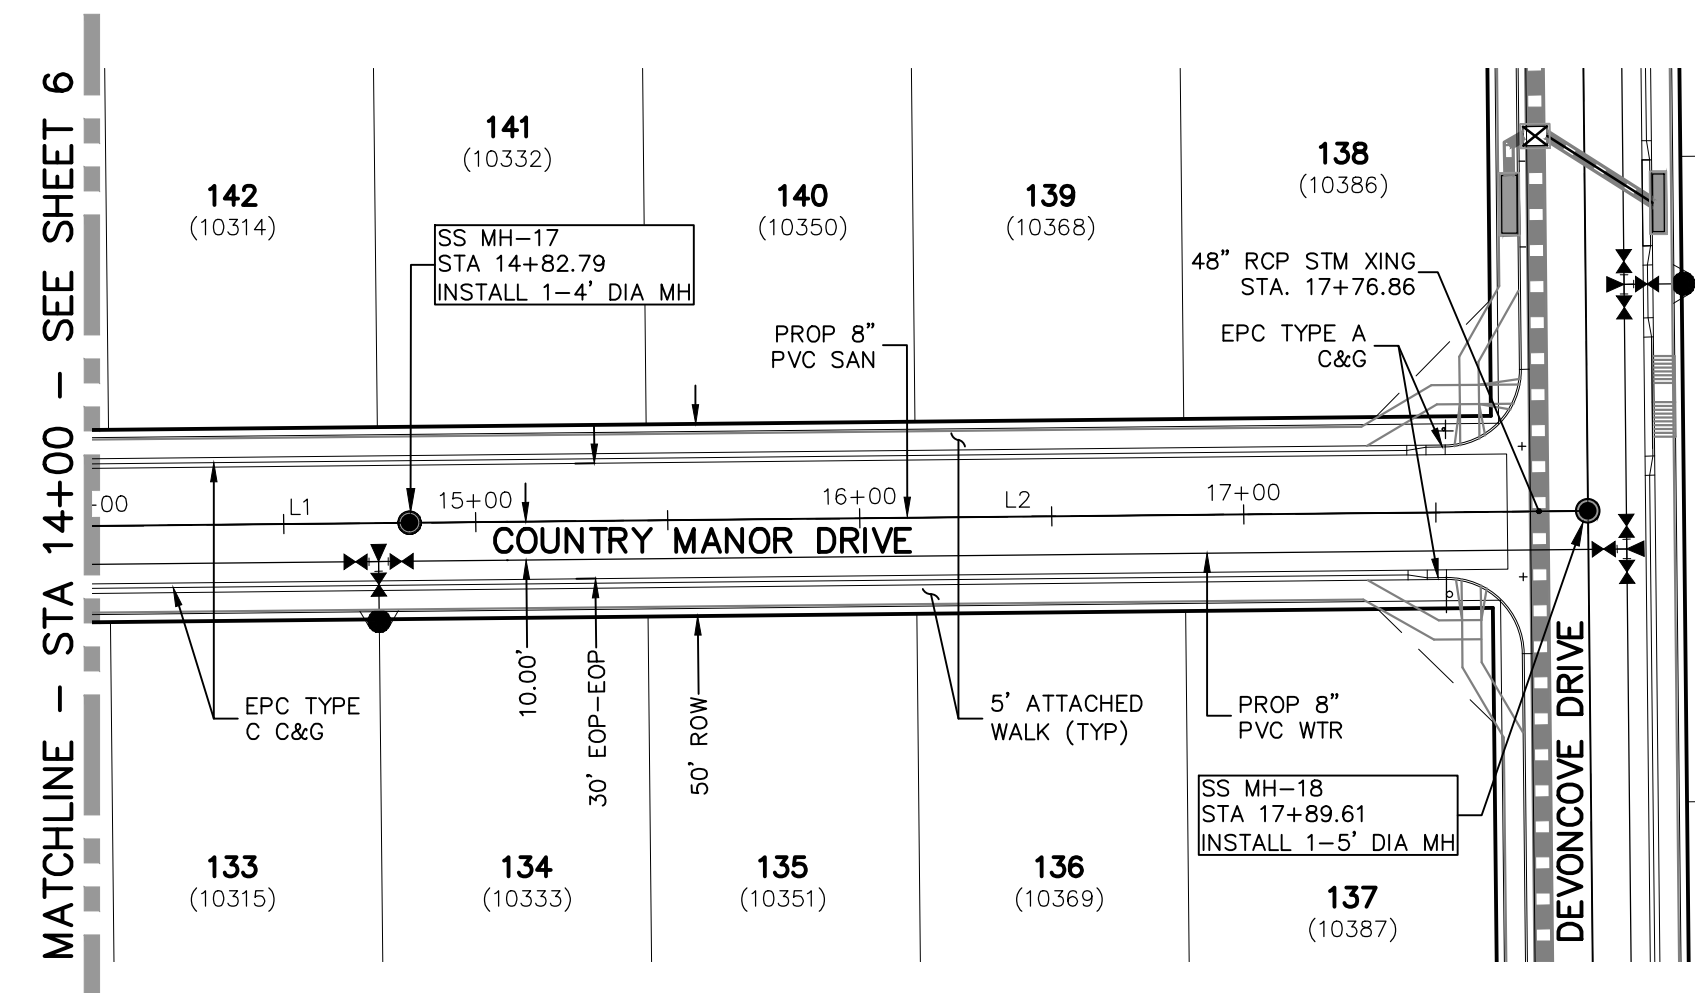 MATCHLINE – STA 14+00 – SEE SHEET 6
142
(10314)
141
(10332)
140
(10350)
139
(10368)
138
(10386)
SS MH–17
STA 14+82.79
INSTALL 1–4' DIA MH
PROP 8"
PVC SAN
48" RCP STM XING
STA. 17+76.86
EPC TYPE A
C&G
+00
L1
15+00
16+00
L2
17+00
COUNTRY MANOR DRIVE
EPC TYPE
C C&G
10.00'
30' EOP–EOP
50' ROW
5' ATTACHED
WALK (TYP)
PROP 8"
PVC WTR
SS MH–18
STA 17+89.61
INSTALL 1–5' DIA MH
DEVONCOVE DRIVE
133
(10315)
134
(10333)
135
(10351)
136
(10369)
137
(10387)